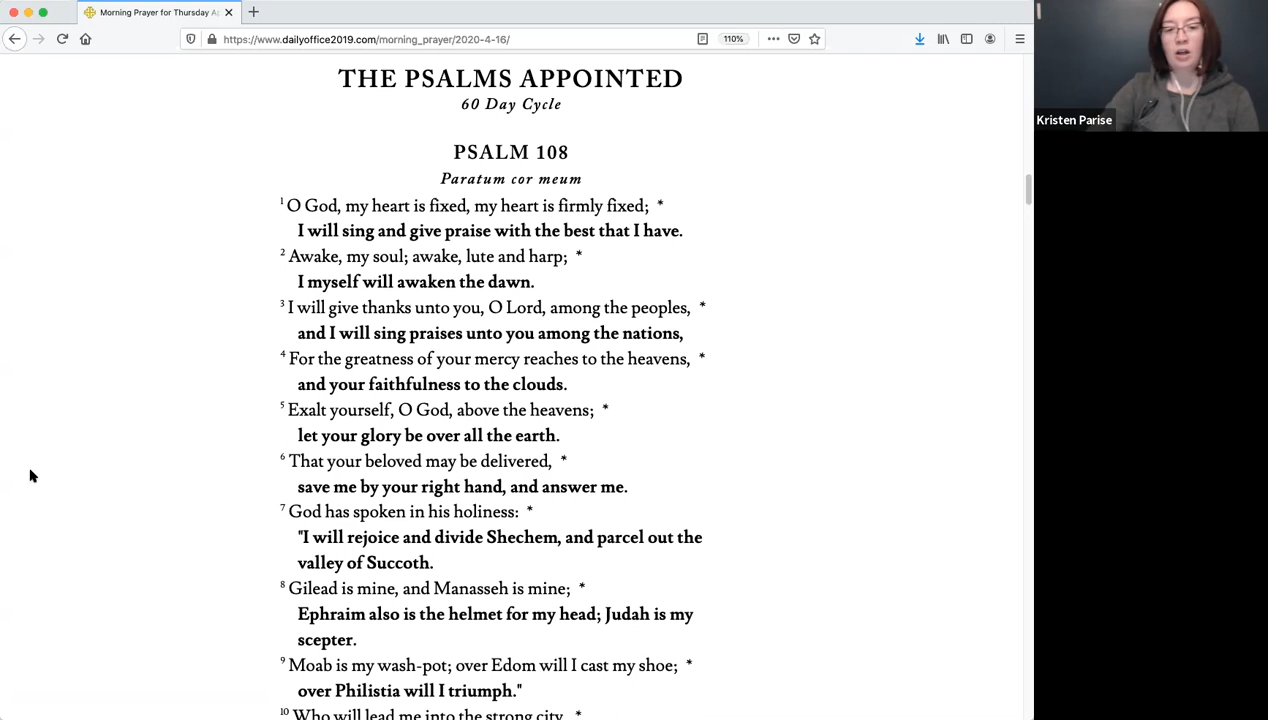 Morning Prayer for Thursday
https://www.dailyoffice2019.com/morning_prayer/2020-4-16/
110%
Kristen Parise
THE PSALMS APPOINTED
60 Day Cycle
PSALM 108
Paratum cor meum
1 O God, my heart is fixed, my heart is firmly fixed; *
I will sing and give praise with the best that I have.
2 Awake, my soul; awake, lute and harp; *
I myself will awaken the dawn.
3 I will give thanks unto you, O Lord, among the peoples, *
and I will sing praises unto you among the nations,
4 For the greatness of your mercy reaches to the heavens, *
and your faithfulness to the clouds.
5 Exalt yourself, O God, above the heavens; *
let your glory be over all the earth.
6 That your beloved may be delivered, *
save me by your right hand, and answer me.
7 God has spoken in his holiness: *
"I will rejoice and divide Shechem, and parcel out the
valley of Succoth.
8 Gilead is mine, and Manasseh is mine; *
Ephraim also is the helmet for my head; Judah is my
scepter.
9 Moab is my wash-pot; over Edom will I cast my shoe; *
over Philistia will I triumph."
10 Who will lead me into the strong city, *